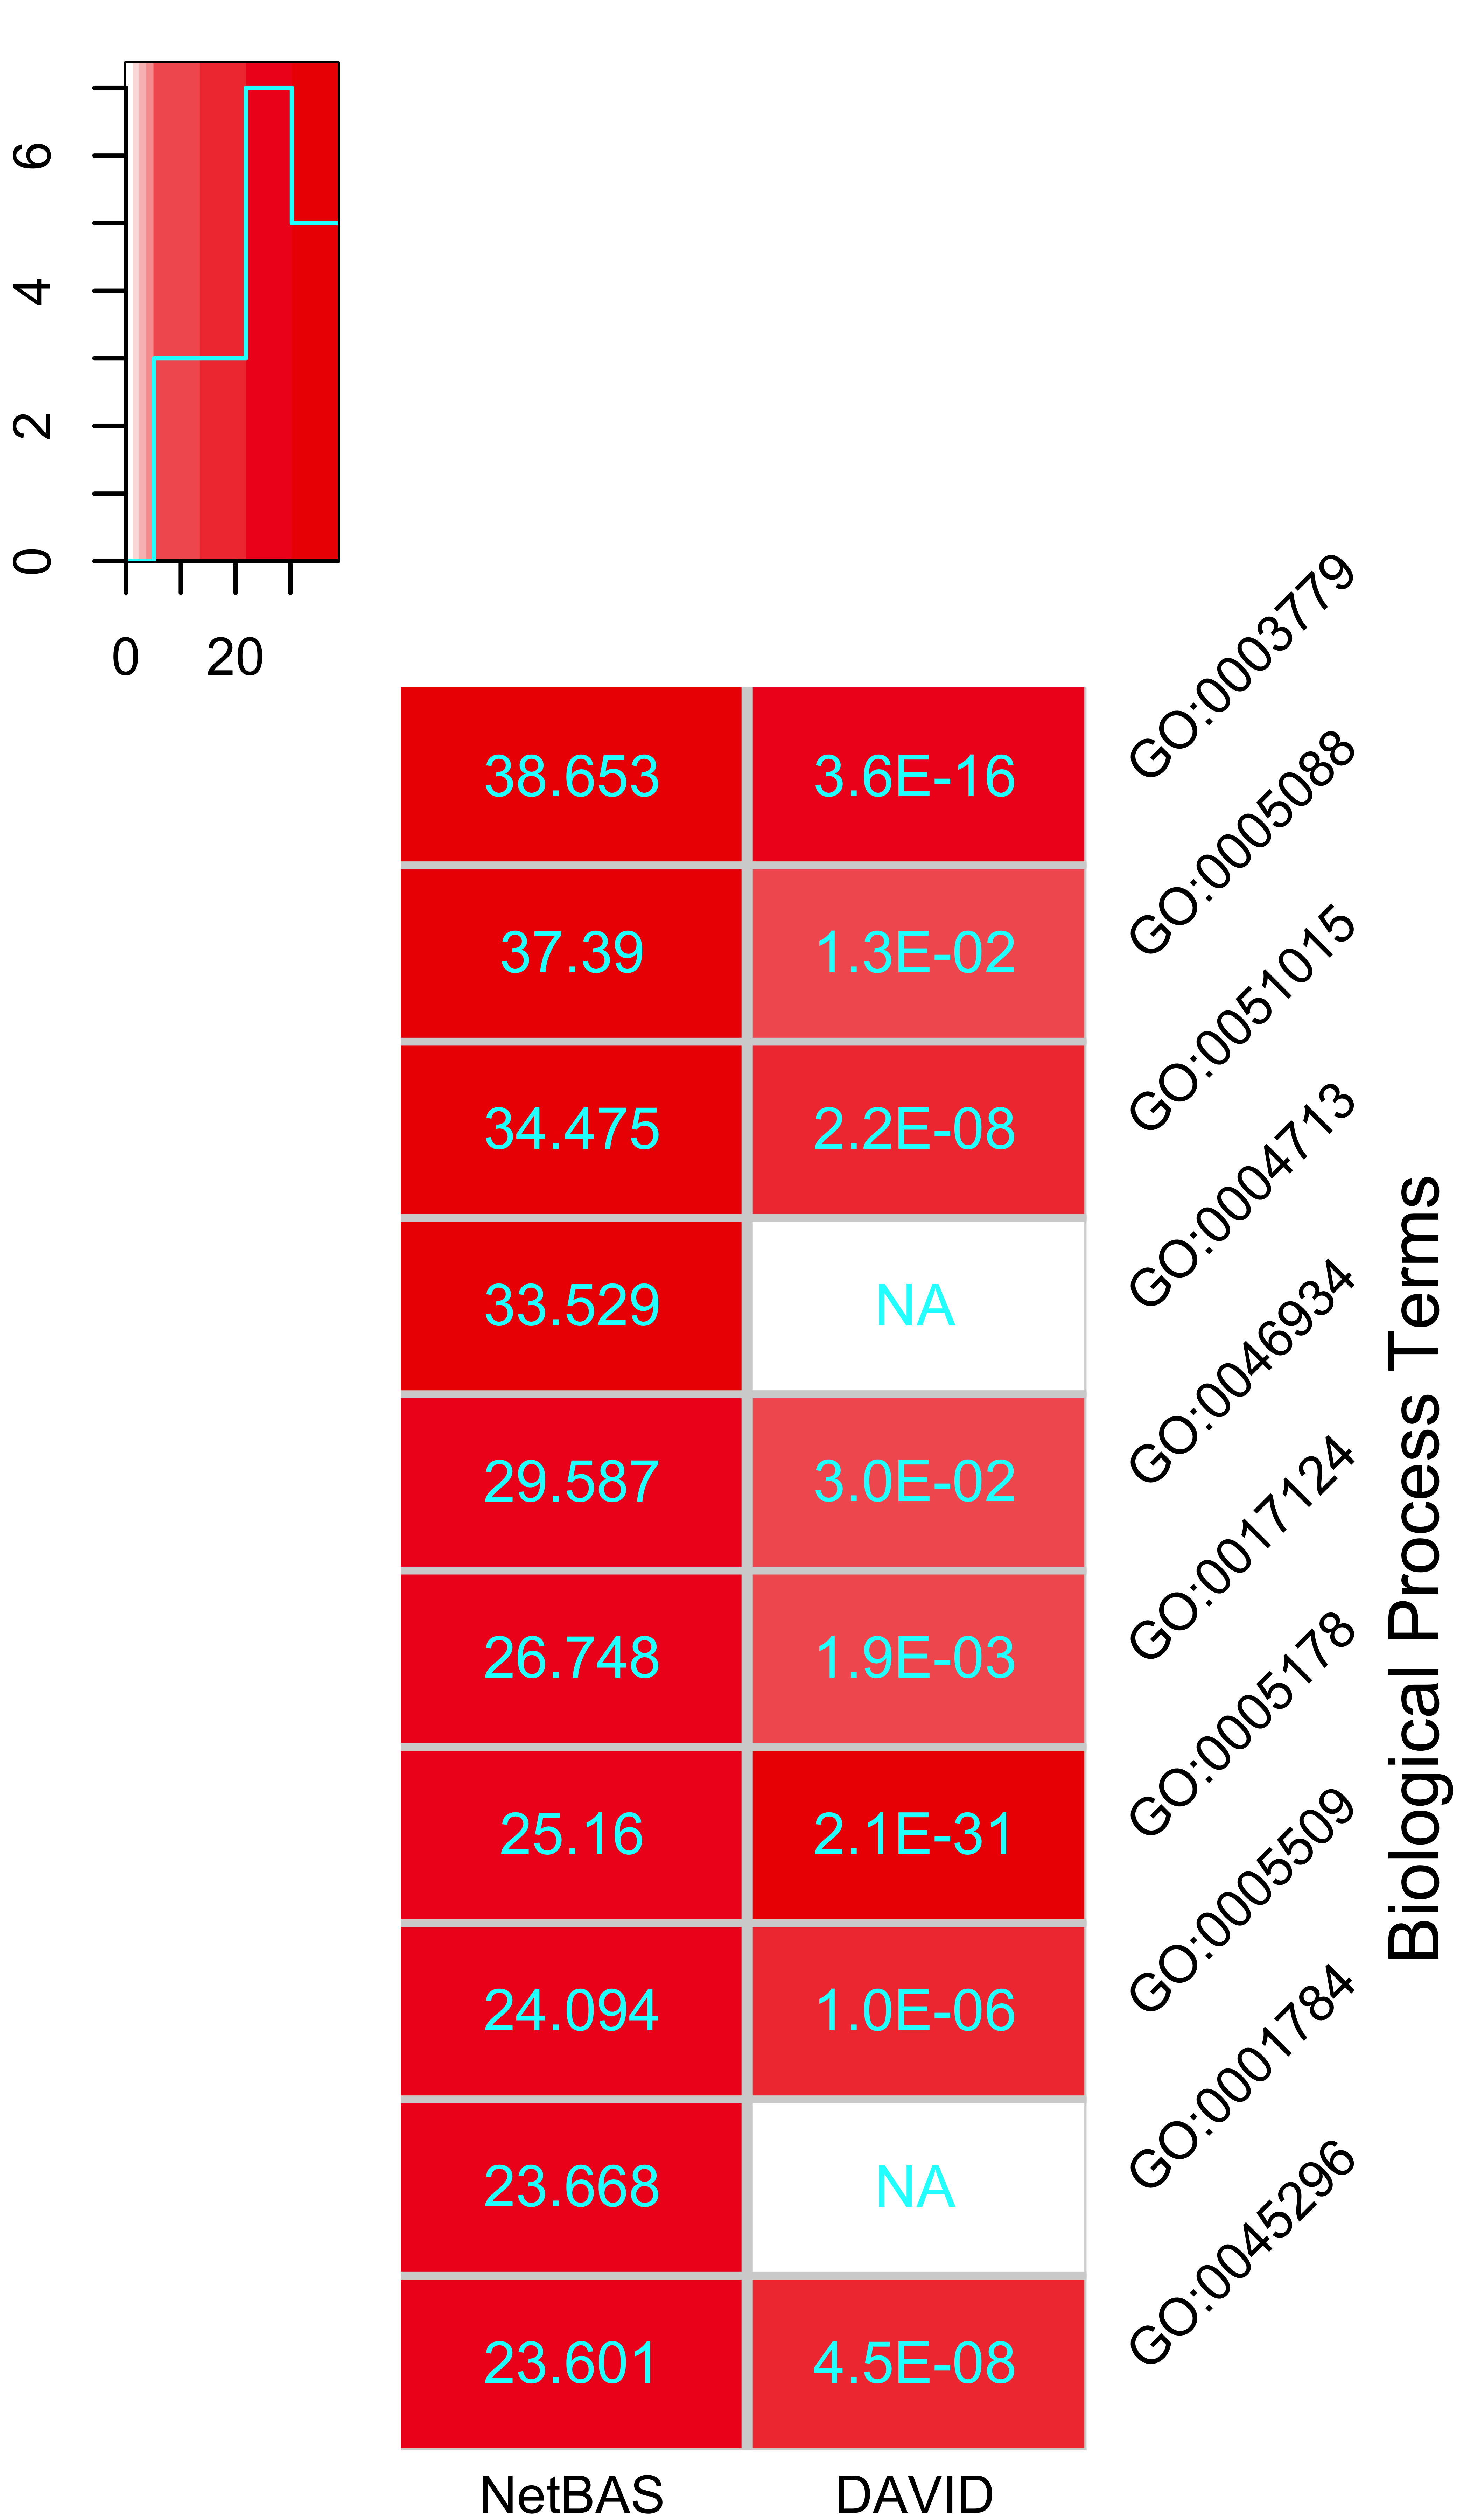 6
4
2
0
0 20
38.653 3.6E-16 GO:0003779
37.39 1.3E-02 GO:0005088
34.475 2.2E-08 GO:0051015
33.529 NA GO:0004713
29.587 3.0E-02 GO:0046934
26.748 1.9E-03 GO:0017124
25.16 2.1E-31 GO:0005178
24.094 1.0E-06 GO:0005509
23.668 NA GO:0001784
23.601 4.5E-08 GO:0045296
NetBAS DAVID
Biological Process Terms